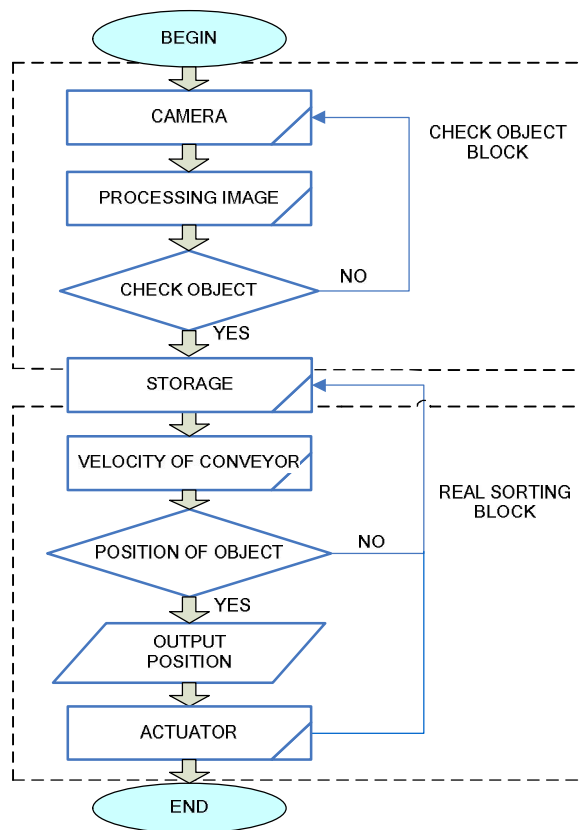 BEGIN
CAMERA
CHECK OBJECT
BLOCK
PROCESSING IMAGE
CHECK OBJECT
NO
YES
STORAGE
VELOCITY OF CONVEYOR
REAL SORTING
BLOCK
POSITION OF OBJECT
NO
YES
OUTPUT
POSITION
ACTUATOR
END